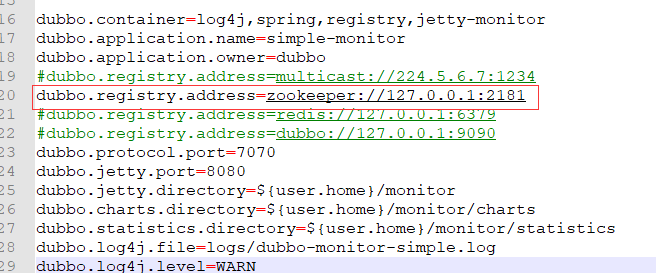 16 dubbo.container=log4j,spring,registry,jetty-monitor
17 dubbo.application.name=simple-monitor
18 dubbo.application.owner=dubbo
19 #dubbo.registry.address=multicast://224.5.6.7:1234
20 dubbo.registry.address=zookeeper://127.0.0.1:2181
21 #dubbo.registry.address=redis://127.0.0.1:6379
22 #dubbo.registry.address=dubbo://127.0.0.1:9090
23 dubbo.protocol.port=7070
24 dubbo.jetty.port=8080
25 dubbo.jetty.directory=${user.home}/monitor
26 dubbo.charts.directory=${user.home}/monitor/charts
27 dubbo.statistics.directory=${user.home}/monitor/statistics
28 dubbo.log4j.file=logs/dubbo-monitor-simple.log
29 dubbo.log4j.level=WARN